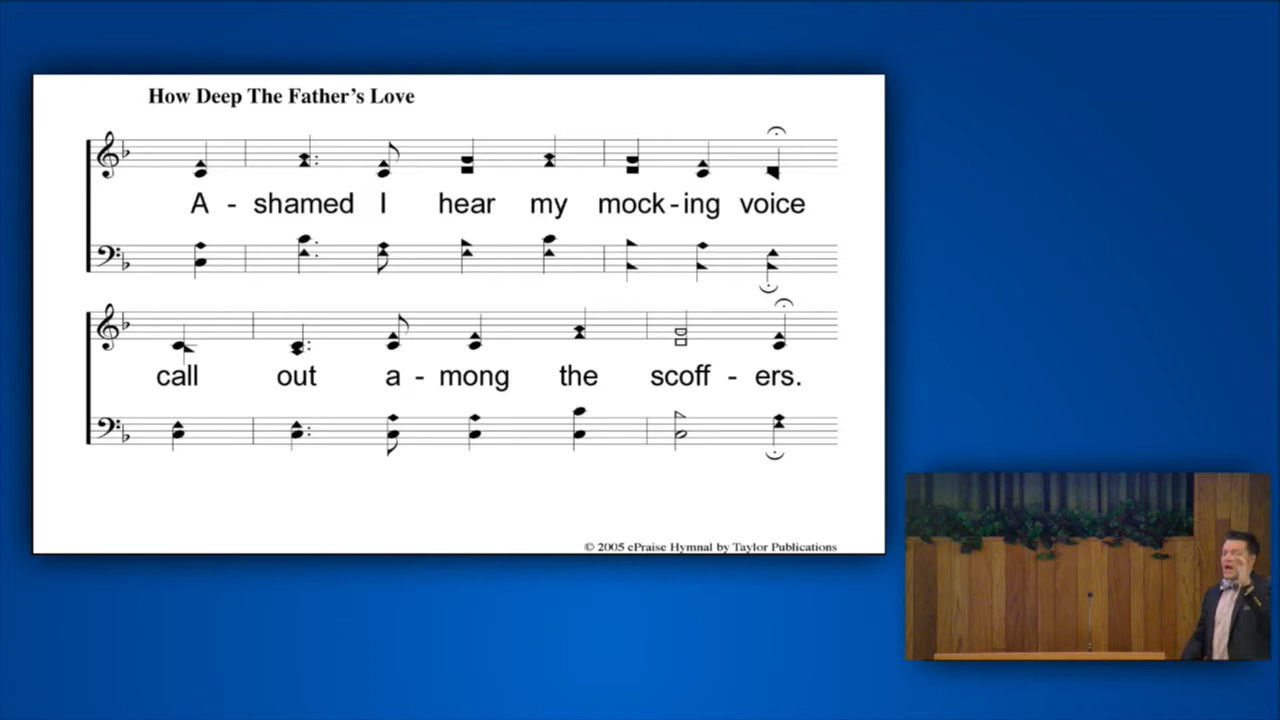 How Deep The Father's Love
A - shamed I hear my mock - ing voice
call out a - mong the scoff - ers.
© 2005 ePraise Hymnal by Taylor Publications